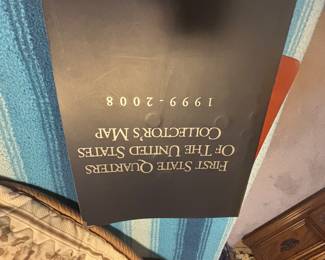 FIRST STATE QUARTERS
OF THE UNITED STATES
COLLECTOR'S MAP
1999-2008